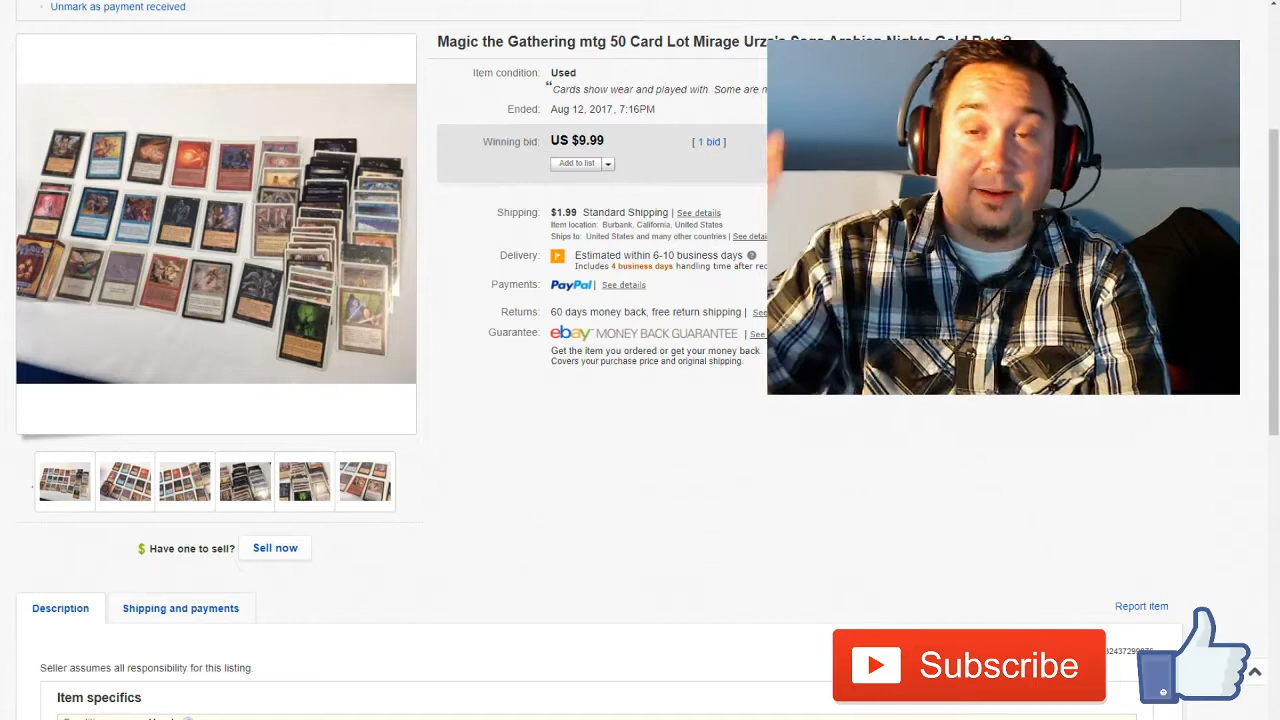 Unmark as payment received
Magic the Gathering mtg 50 Card Lot Mirage Urza's Saga Arabian Nights Gold Bets?
Item condition: Used
“Cards show wear and played with. Some are
Ended: Aug 12, 2017 , 7:16PM
Winning bid: US $9.99 [ 1 bid ]
Add to list
Shipping: $1.99 Standard Shipping | See details
Item location: Burbank, California, United States
Ships to: United States and many other countries | See
Delivery: Estimated within 6-10 business days ?
Includes 4 business days handling time after
Payments: PayPal | See details
Returns: 60 days money back, free return shipping |
Guarantee: ebay MONEY BACK GUARANTEE |
Get the item you ordered or get your money back
Covers your purchase price and original shipping.
$ Have one to sell? Sell now
Description Shipping and payments
Report item
Seller assumes all responsibility for this listing.
Subscribe
Item specifics